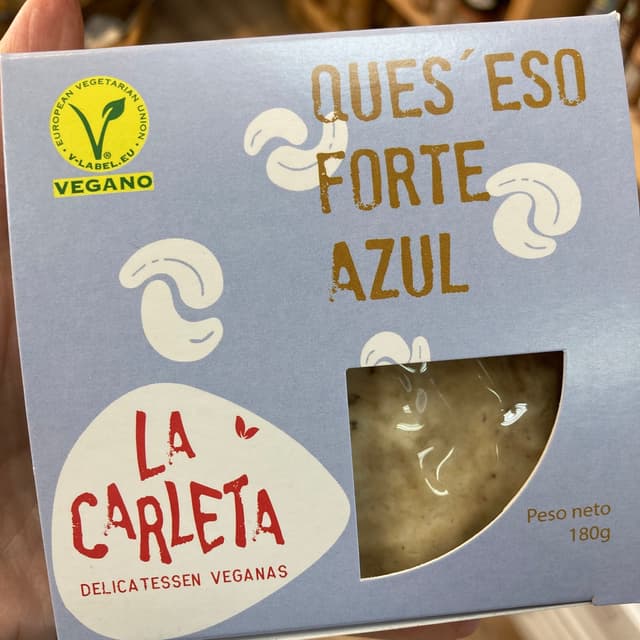 EUROPEAN VEGETARIAN UNION
V-LABEL.EU
VEGANO
QUES´ESO
FORTE
AZUL
LA
CARLETA
DELICATESSEN VEGANAS
Peso neto
180g